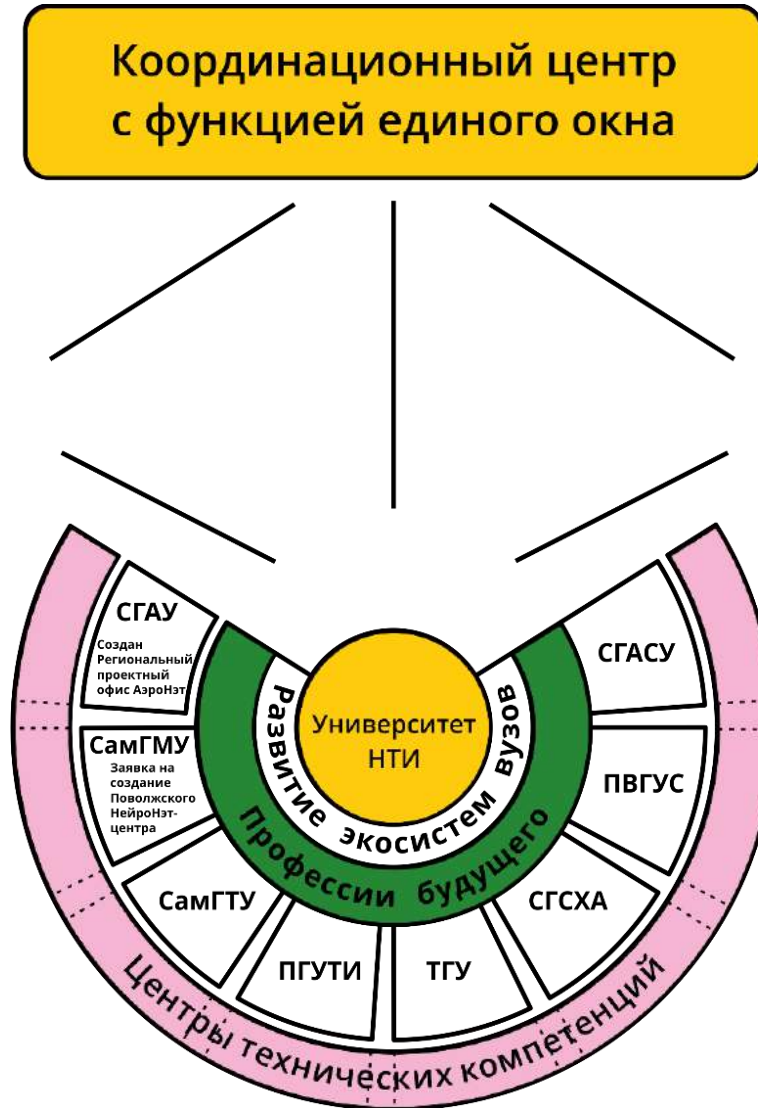 Координационный центр
с функцией единого окна
СГАУ
Создан
Региональный
проектный
офис АэроНэт
СамГМУ
Заявка на
создание
Поволжского
НейроНэт-
центра
СамГТУ
ПГУТИ
ТГУ
СГСХА
ПВГУС
СГАСУ
Университет
НТИ
Развитие экосистем вузов
Профессии будущего
Центры технических компетенций